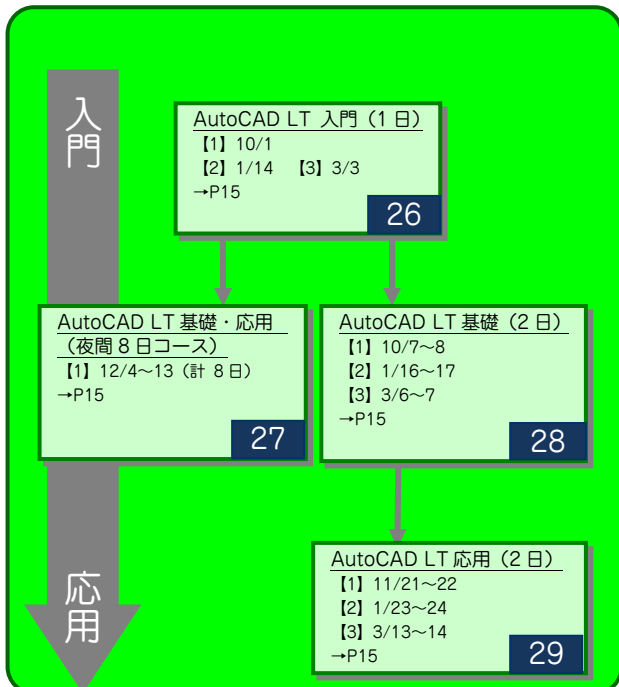 入門
AutoCAD LT 入門（1日）
【1】10/1
【2】1/14 【3】3/3
→P15
26
AutoCAD LT 基礎・応用
（夜間8日コース）
【1】12/4～13（計 8日）
→P15
27
AutoCAD LT 基礎（2日）
【1】10/7～8
【2】1/16～17
【3】3/6～7
→P15
28
応用
AutoCAD LT 応用（2日）
【1】11/21～22
【2】1/23～24
【3】3/13～14
→P15
29